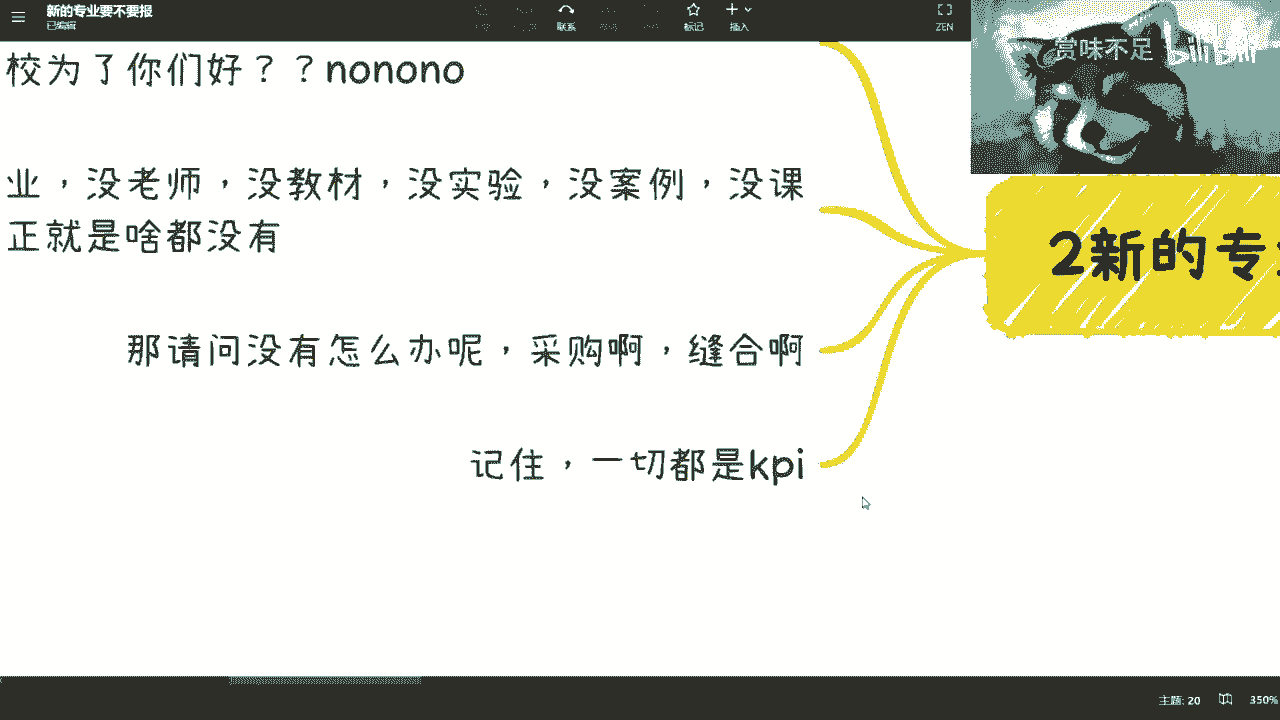 新的专业要不要报
已编辑
联系
标记
插入
ZEN
赏味不足 bilibili
校为了你们好？？nonono
业，没老师，没教材，没实验，没案例，没课
正就是啥都没有
2新的专
那请问没有怎么办呢，采购啊，缝合啊
记住，一切都是kpi
主题: 20
350%